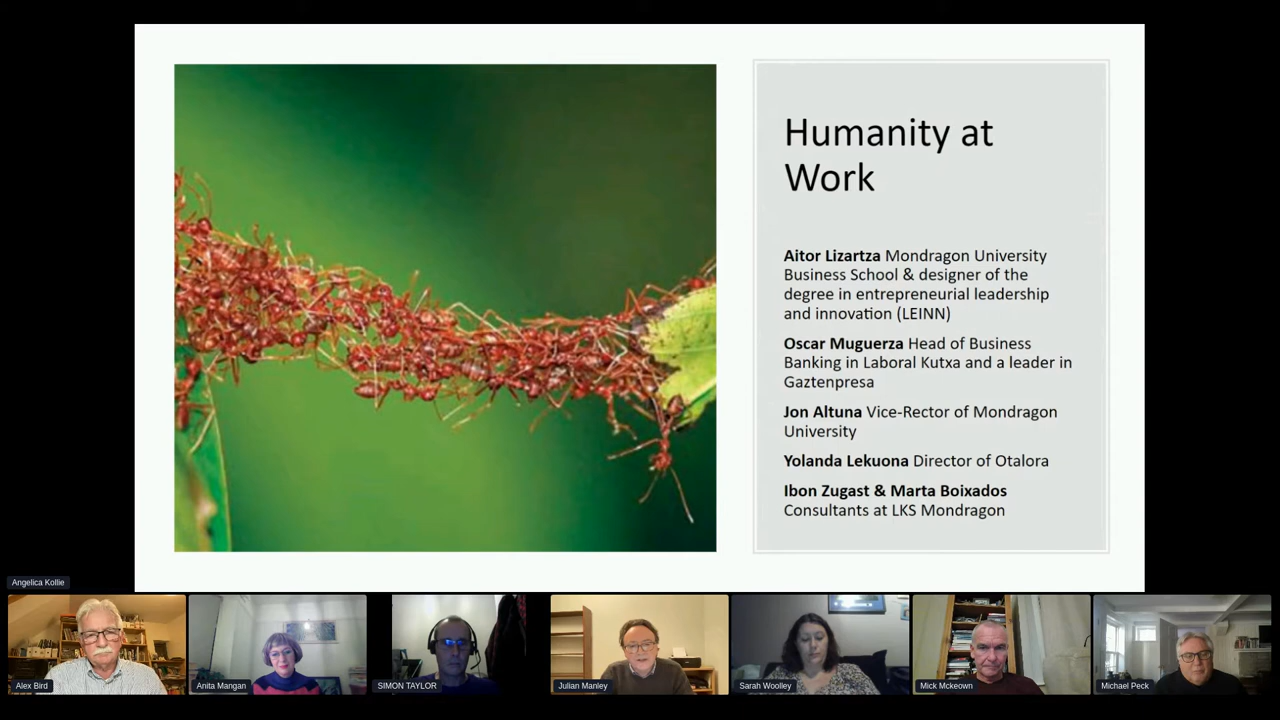 Humanity at
Work
Aitor Lizartza Mondragon University
Business School & designer of the
degree in entrepreneurial leadership
and innovation (LEINN)
Oscar Muguerza Head of Business
Banking in Laboral Kutxa and a leader in
Gaztenpresa
Jon Altuna Vice-Rector of Mondragon
University
Yolanda Lekuona Director of Otalora
Ibon Zugast & Marta Boixados
Consultants at LKS Mondragon
Angelica Kollie
Alex Bird
Anita Mangan
SIMON TAYLOR
Julian Manley
Sarah Woolley
Mick Mckeown
Michael Peck